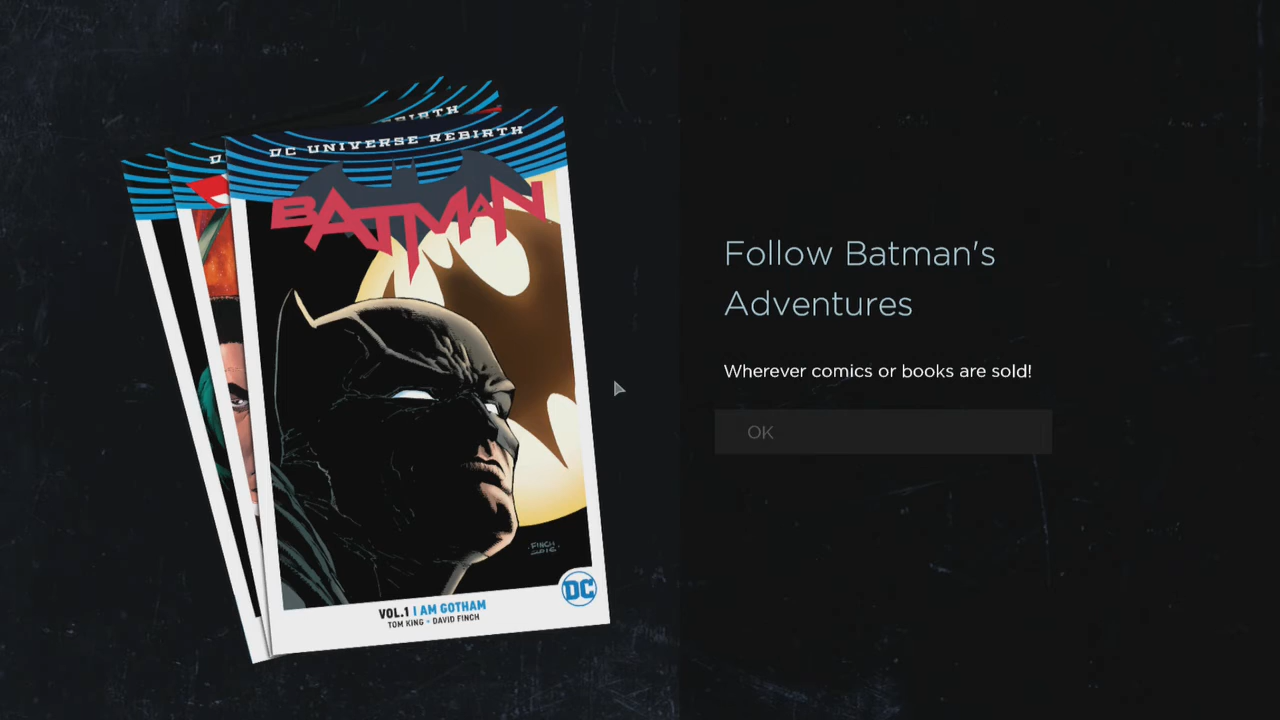 DC UNIVERSE REBIRTH
BATMAN
FINCH
2016
DC
VOL.1 I AM GOTHAM
TOM KING • DAVID FINCH
Follow Batman's
Adventures
Wherever comics or books are sold!
OK